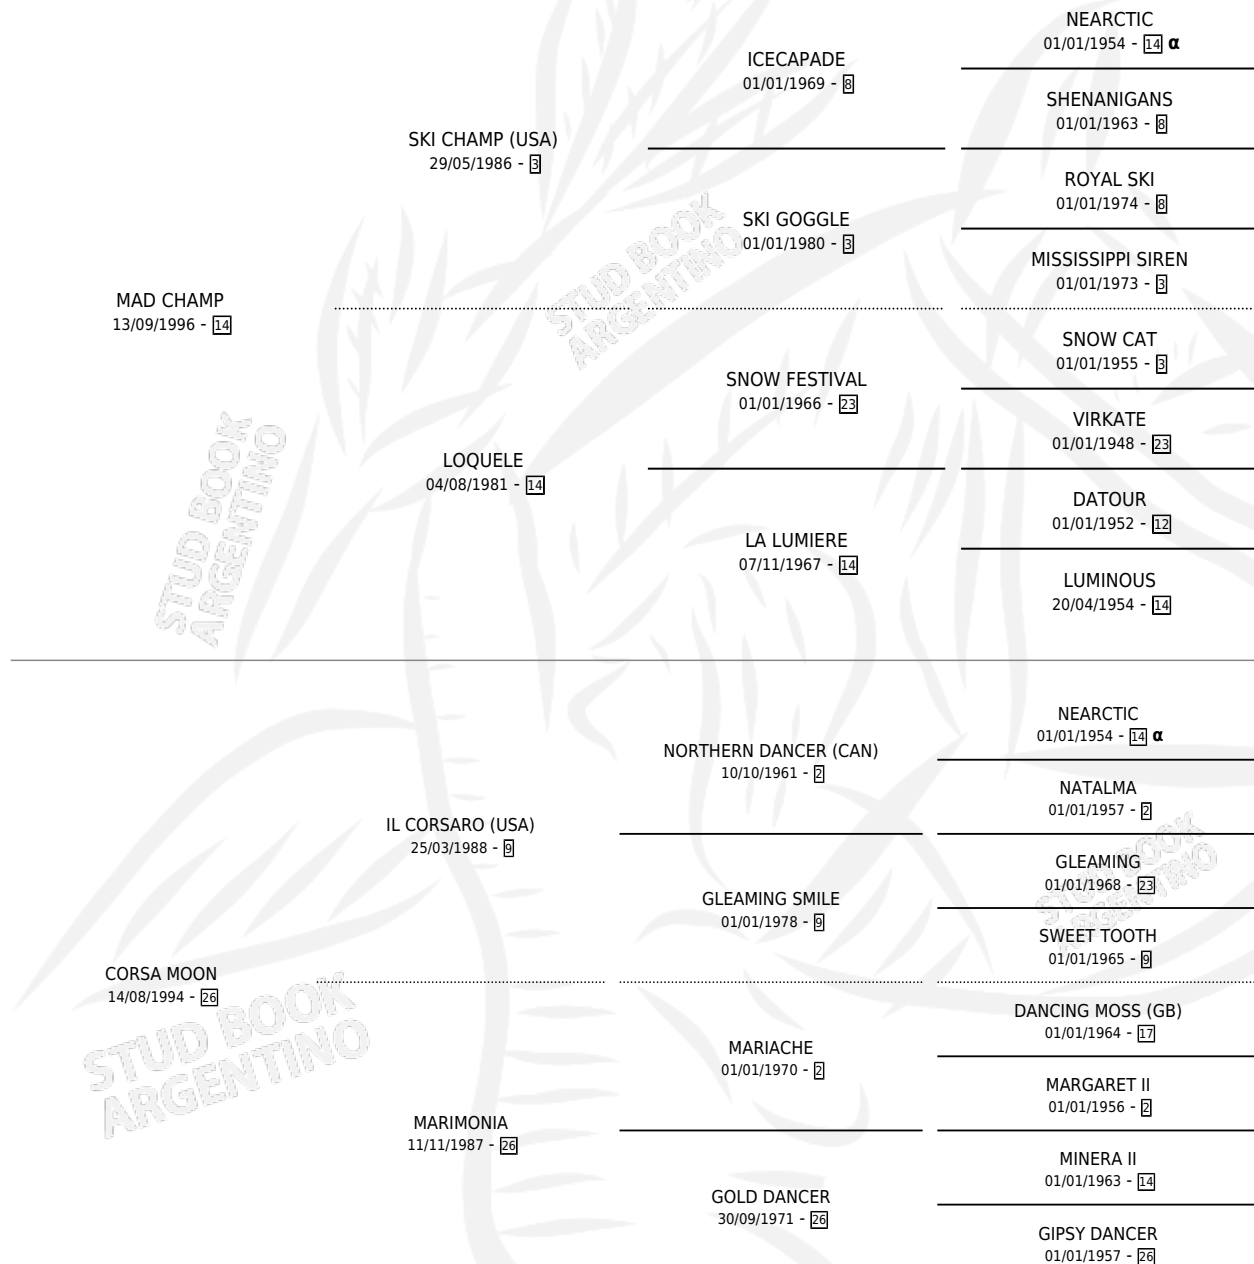 NEARCTIC
01/01/1954 - 14 α
ICECAPADE
01/01/1969 - 8
SHENANIGANS
01/01/1963 - 8
SKI CHAMP (USA)
29/05/1986 - 3
ROYAL SKI
01/01/1974 - 8
SKI GOGGLE
01/01/1980 - 3
MISSISSIPPI SIREN
01/01/1973 - 3
MAD CHAMP
13/09/1996 - 14
SNOW CAT
01/01/1955 - 3
SNOW FESTIVAL
01/01/1966 - 23
VIRKATE
01/01/1948 - 23
LOQUELE
04/08/1981 - 14
DATOUR
01/01/1952 - 12
LA LUMIERE
07/11/1967 - 14
LUMINOUS
20/04/1954 - 14
STUD BOOK
ARGENTINO
STUD BOOK
ARGENTINO
NEARCTIC
01/01/1954 - 14 α
NORTHERN DANCER (CAN)
10/10/1961 - 2
NATALMA
01/01/1957 - 2
IL CORSARO (USA)
25/03/1988 - 9
GLEAMING
01/01/1968 - 23
GLEAMING SMILE
01/01/1978 - 9
SWEET TOOTH
01/01/1965 - 9
CORSA MOON
14/08/1994 - 26
DANCING MOSS (GB)
01/01/1964 - 17
MARIACHE
01/01/1970 - 2
MARGARET II
01/01/1956 - 2
MARIMONIA
11/11/1987 - 26
MINERA II
01/01/1963 - 14
GOLD DANCER
30/09/1971 - 26
GIPSY DANCER
01/01/1957 - 26
STUD BOOK
ARGENTINO
STUD BOOK
ARGENTINO